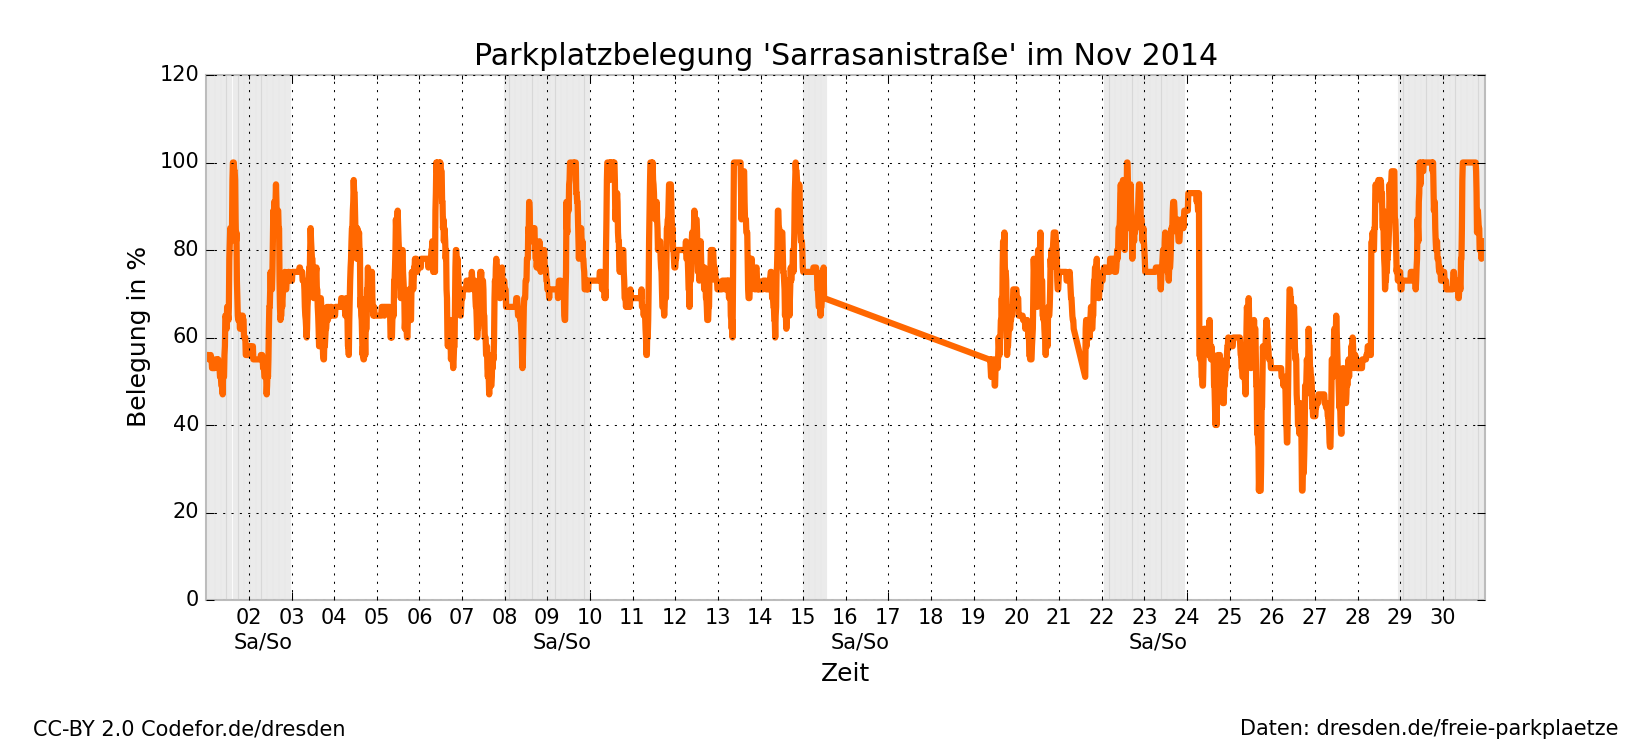 Parkplatzbelegung 'Sarrasanistraße' im Nov 2014
120
100
80
60
40
20
0
Belegung in %
02 03 04 05 06 07 08 09 10 11 12 13 14 15 16 17 18 19 20 21 22 23 24 25 26 27 28 29 30
Sa/So Sa/So Sa/So Sa/So
Zeit
CC-BY 2.0 Codefor.de/dresden
Daten: dresden.de/freie-parkplaetze